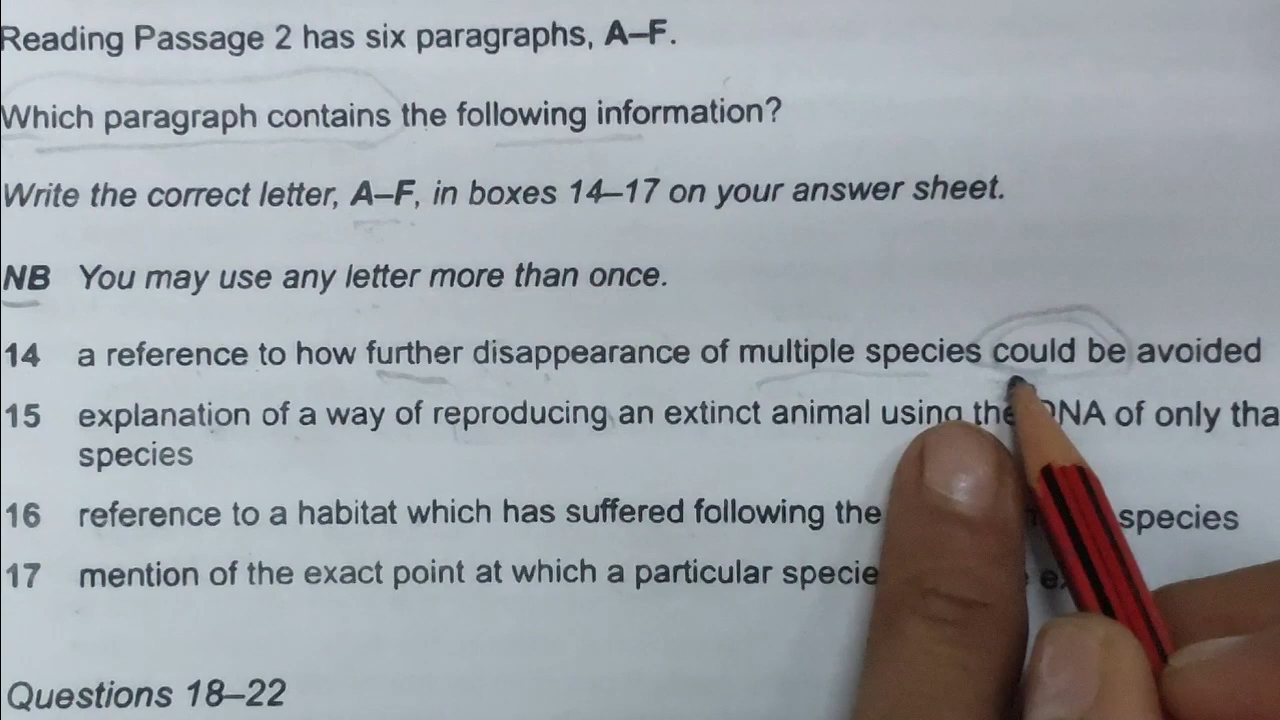 Reading Passage 2 has six paragraphs, A–F.
Which paragraph contains the following information?
Write the correct letter, A–F, in boxes 14–17 on your answer sheet.
NB You may use any letter more than once.
14 a reference to how further disappearance of multiple species could be avoided
15 explanation of a way of reproducing an extinct animal using the DNA of only tha
species
16 reference to a habitat which has suffered following the species
17 mention of the exact point at which a particular specie
Questions 18–22